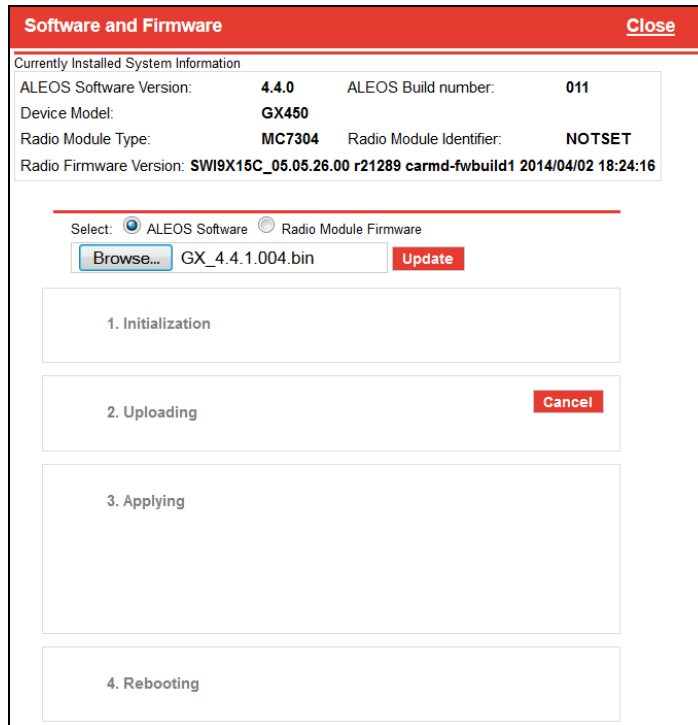 Software and Firmware Close
Currently Installed System Information
ALEOS Software Version: 4.4.0 ALEOS Build number: 011
Device Model: GX450
Radio Module Type: MC7304 Radio Module Identifier: NOTSET
Radio Firmware Version: SWI9X15C_05.05.26.00 r21289 carmd-fwbuild1 2014/04/02 18:24:16
Select: ALEOS Software Radio Module Firmware
Browse... GX_4.4.1.004.bin Update
1. Initialization
2. Uploading Cancel
3. Applying
4. Rebooting